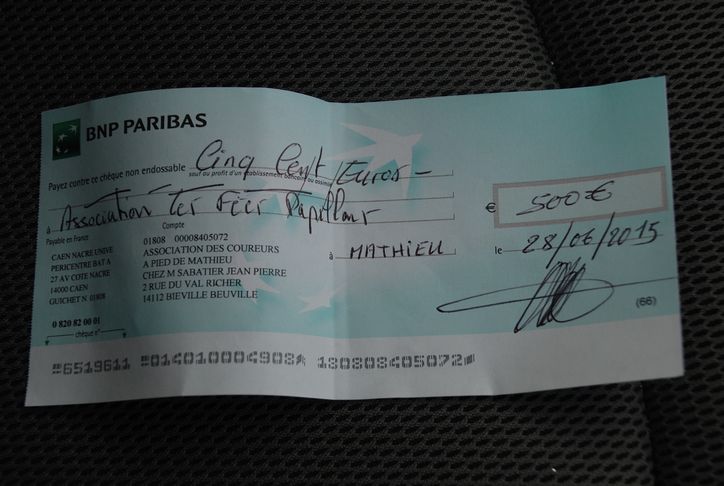 BNP PARIBAS
Payez contre ce chèque non endossable Cinq Cent Euros -
sauf au profit d'un établissement bancaire ou assimilé
€ 500 €
à Association
Payable en France
Compte
CAEN NACRE UNIVE
PERICENTRE BAT A
27 AV COTE NACRE
14000 CAEN
GUICHET N. 01808
01808 00008405072
ASSOCIATION DES COUREURS
A PIED DE MATHIEU
CHEZ M SABATIER JEAN PIERRE
2 RUE DU VAL RICHER
14112 BIEVILLE BEUVILLE
à MATHIEU
le 28/06/2015
(66)
0 820 82 00 01
chèque n°
6519611 014010004908 180808405072